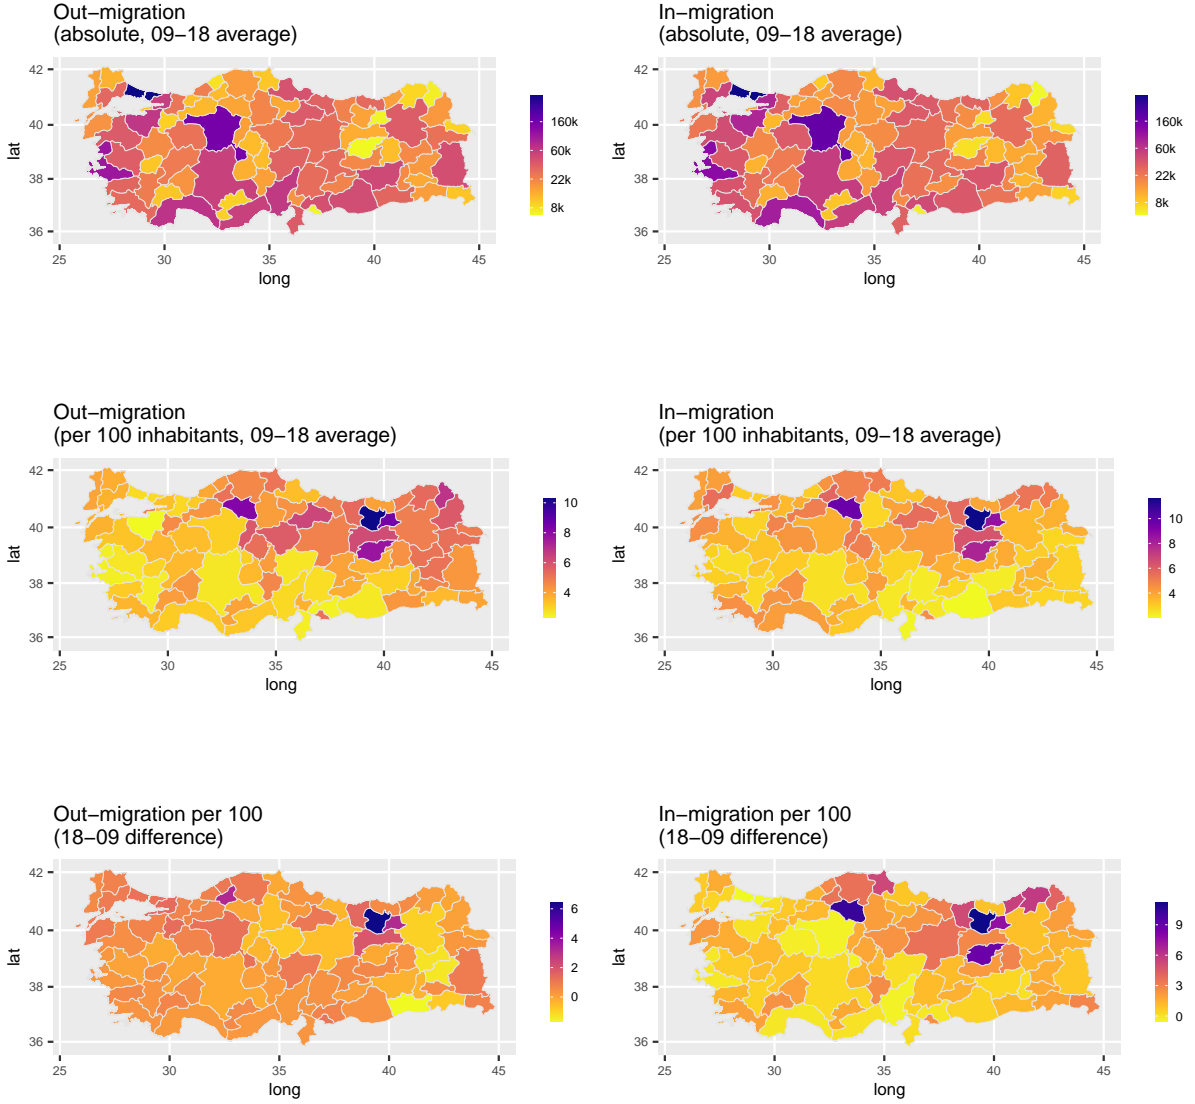 Out−migration
(absolute, 09−18 average)
42
40
38
36
lat
25
30
35
40
45
long
160k
60k
22k
8k
In−migration
(absolute, 09−18 average)
42
40
38
36
lat
25
30
35
40
45
long
160k
60k
22k
8k
Out−migration
(per 100 inhabitants, 09−18 average)
42
40
38
36
lat
25
30
35
40
45
long
10
8
6
4
In−migration
(per 100 inhabitants, 09−18 average)
42
40
38
36
lat
25
30
35
40
45
long
10
8
6
4
Out−migration per 100
(18−09 difference)
42
40
38
36
lat
25
30
35
40
45
long
6
4
2
0
In−migration per 100
(18−09 difference)
42
40
38
36
lat
25
30
35
40
45
long
9
6
3
0